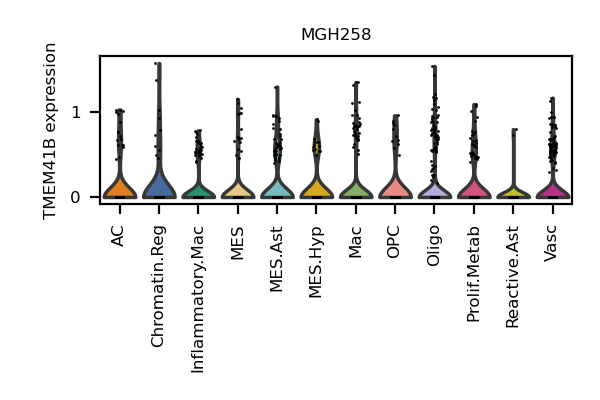 MGH258
TMEM41B expression
1
0
AC
Chromatin.Reg
Inflammatory.Mac
MES
MES.Ast
MES.Hyp
Mac
OPC
Oligo
Prolif.Metab
Reactive.Ast
Vasc